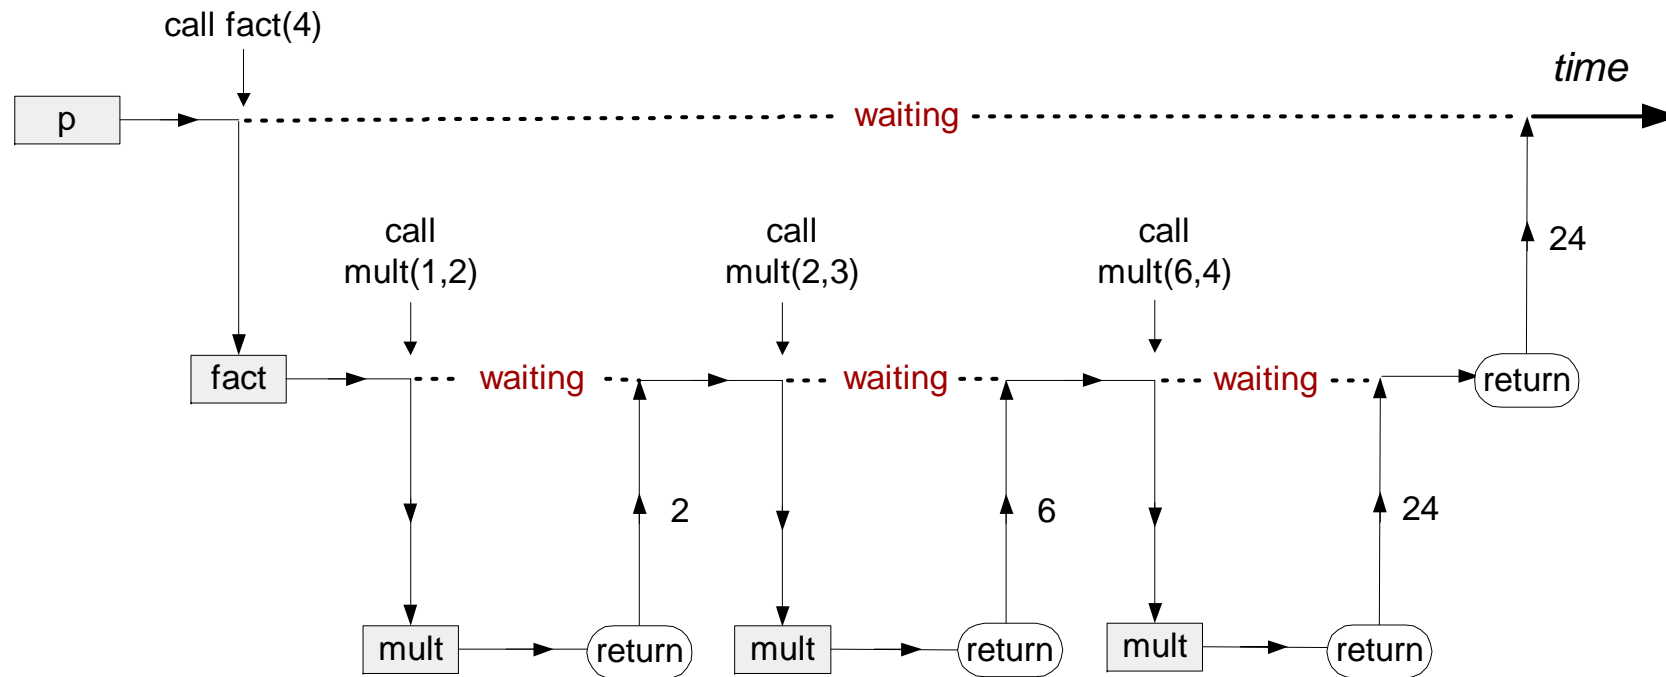 call fact(4)
time
p
waiting
call
mult(1,2)
call
mult(2,3)
call
mult(6,4)
24
fact
waiting
waiting
waiting
return
2
6
24
mult
return
mult
return
mult
return